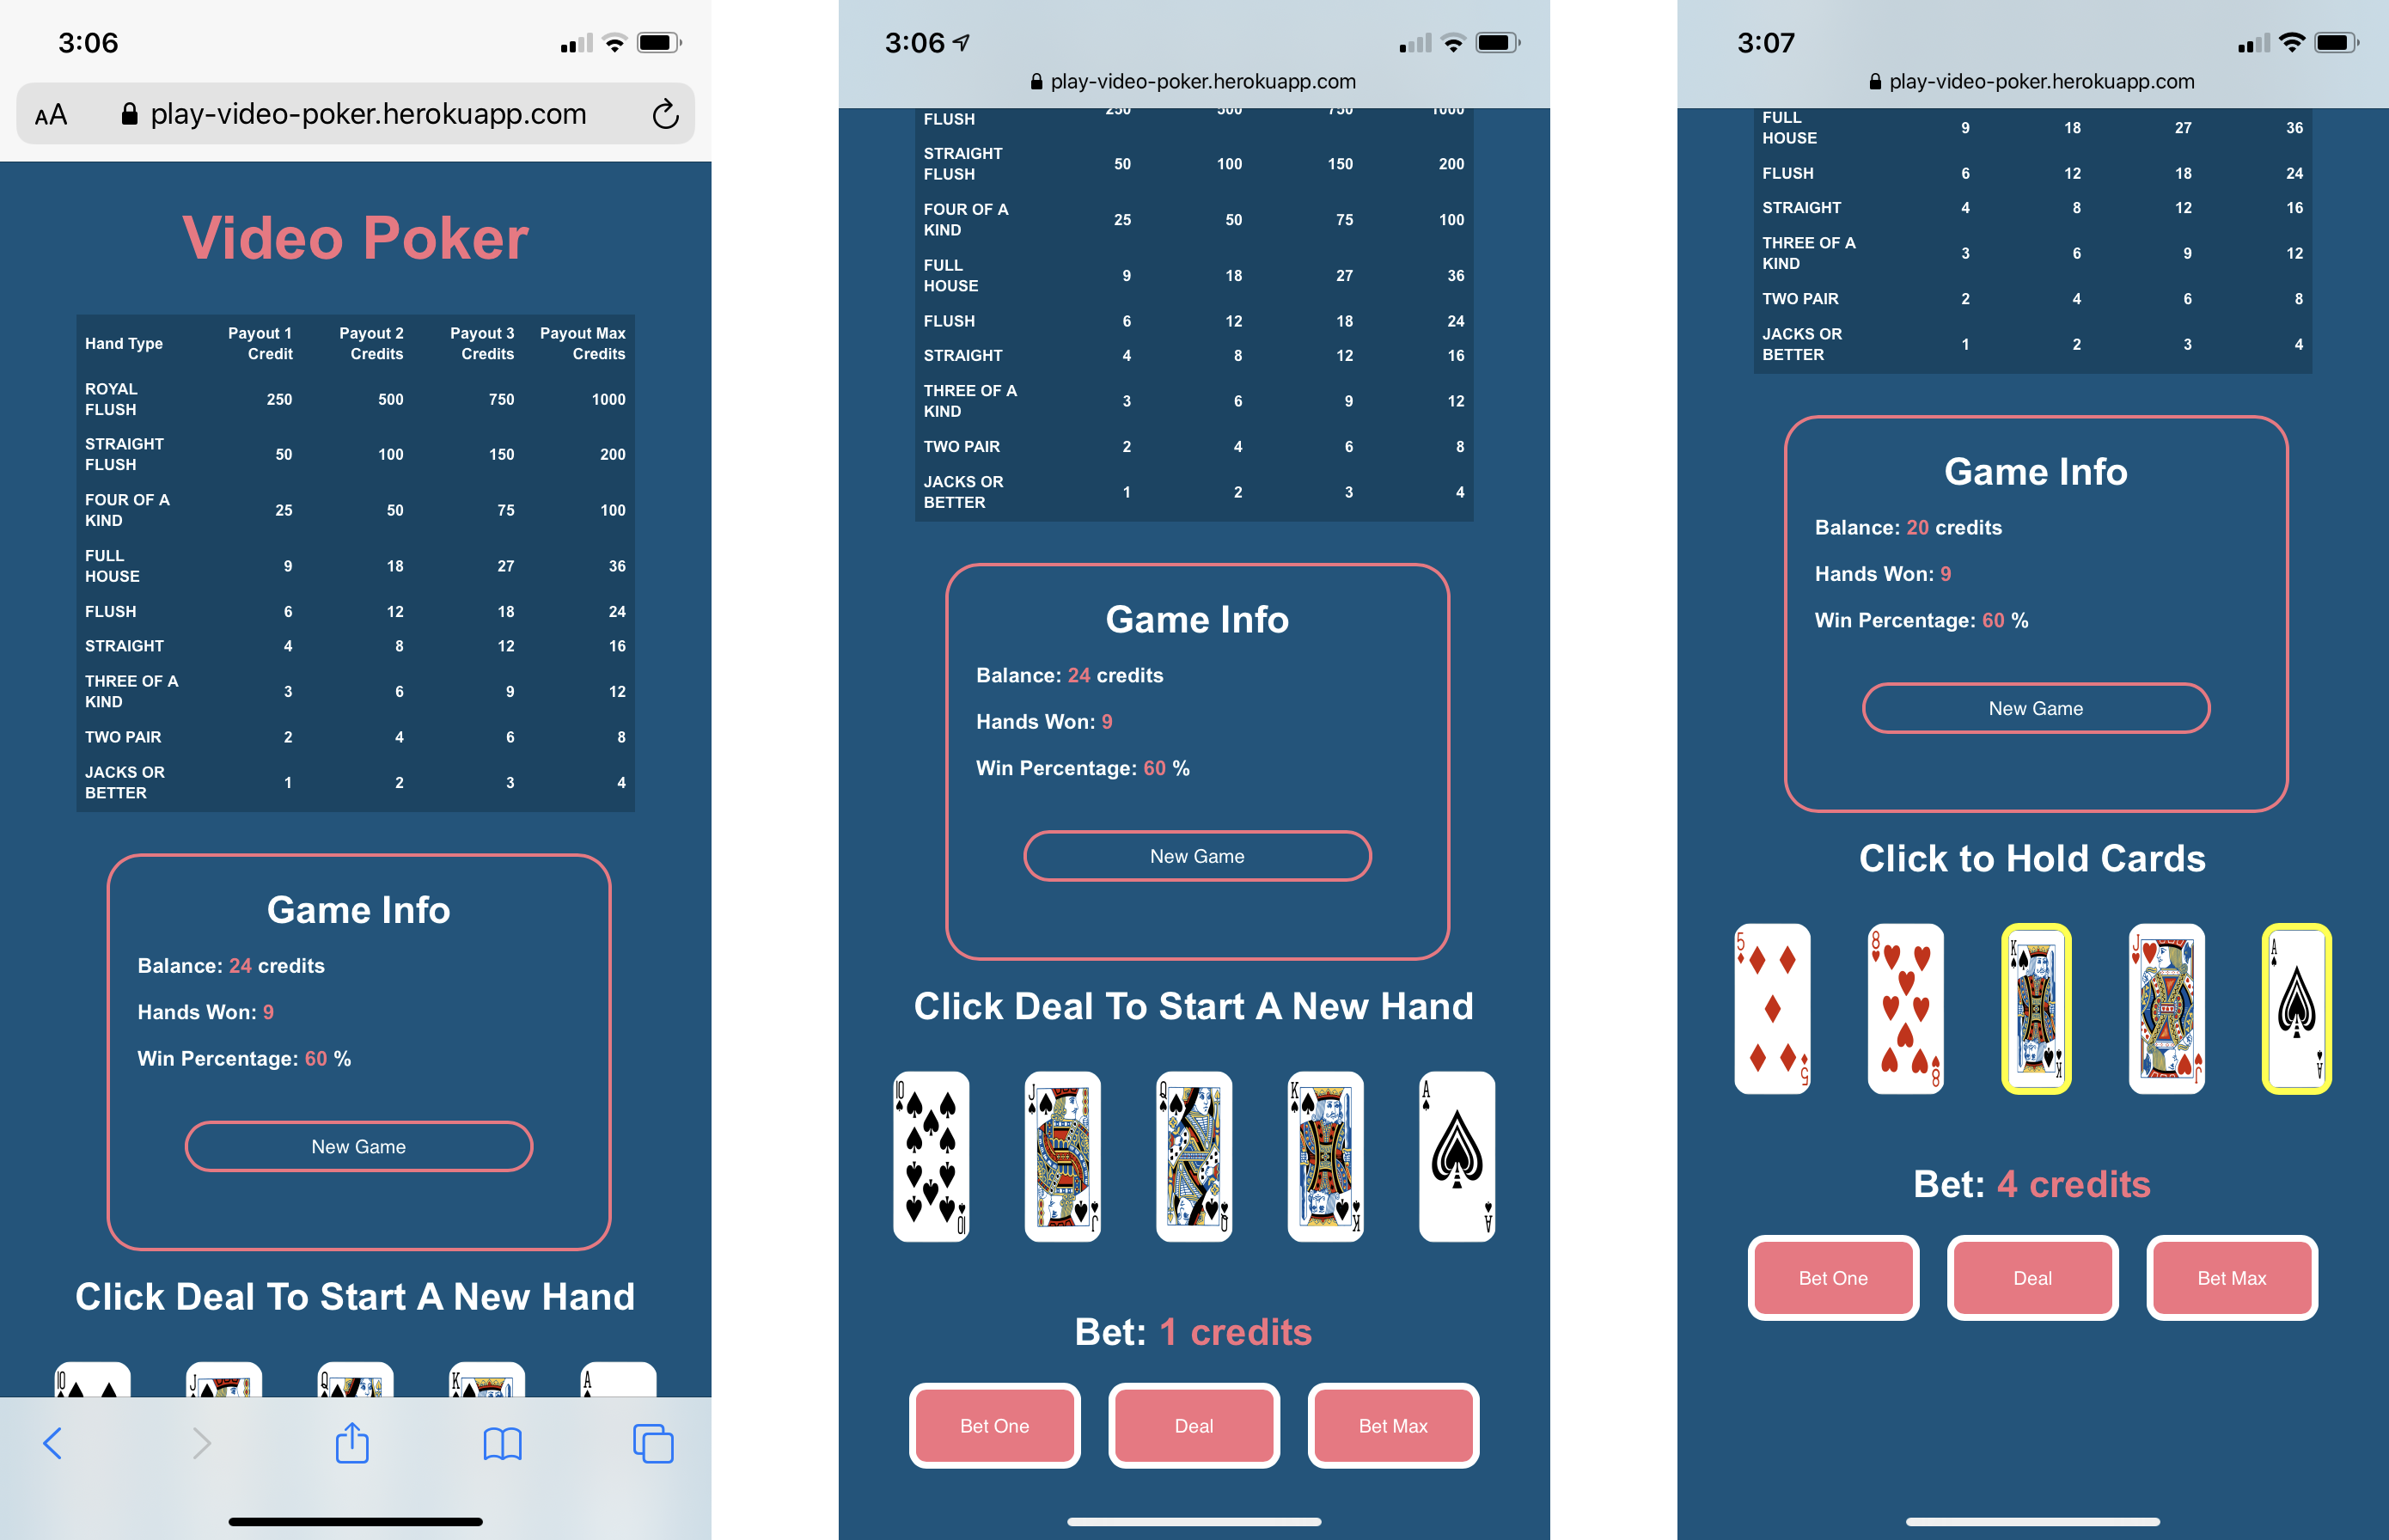 3:06
AA play-video-poker.herokuapp.com
Video Poker
Hand Type Payout 1 Credit Payout 2 Credits Payout 3 Credits Payout Max Credits
ROYAL FLUSH 250 500 750 1000
STRAIGHT FLUSH 50 100 150 200
FOUR OF A KIND 25 50 75 100
FULL HOUSE 9 18 27 36
FLUSH 6 12 18 24
STRAIGHT 4 8 12 16
THREE OF A KIND 3 6 9 12
TWO PAIR 2 4 6 8
JACKS OR BETTER 1 2 3 4
Game Info
Balance: 24 credits
Hands Won: 9
Win Percentage: 60 %
New Game
Click Deal To Start A New Hand
10 J Q K A
3:06
play-video-poker.herokuapp.com
FLUSH 250 500 750 1000
STRAIGHT FLUSH 50 100 150 200
FOUR OF A KIND 25 50 75 100
FULL HOUSE 9 18 27 36
FLUSH 6 12 18 24
STRAIGHT 4 8 12 16
THREE OF A KIND 3 6 9 12
TWO PAIR 2 4 6 8
JACKS OR BETTER 1 2 3 4
Game Info
Balance: 24 credits
Hands Won: 9
Win Percentage: 60 %
New Game
Click Deal To Start A New Hand
10 J Q K A
10 J Q K A
Bet: 1 credits
Bet One Deal Bet Max
3:07
play-video-poker.herokuapp.com
FULL HOUSE 9 18 27 36
FLUSH 6 12 18 24
STRAIGHT 4 8 12 16
THREE OF A KIND 3 6 9 12
TWO PAIR 2 4 6 8
JACKS OR BETTER 1 2 3 4
Game Info
Balance: 20 credits
Hands Won: 9
Win Percentage: 60 %
New Game
Click to Hold Cards
5 8 K J A
5 8 K J A
Bet: 4 credits
Bet One Deal Bet Max